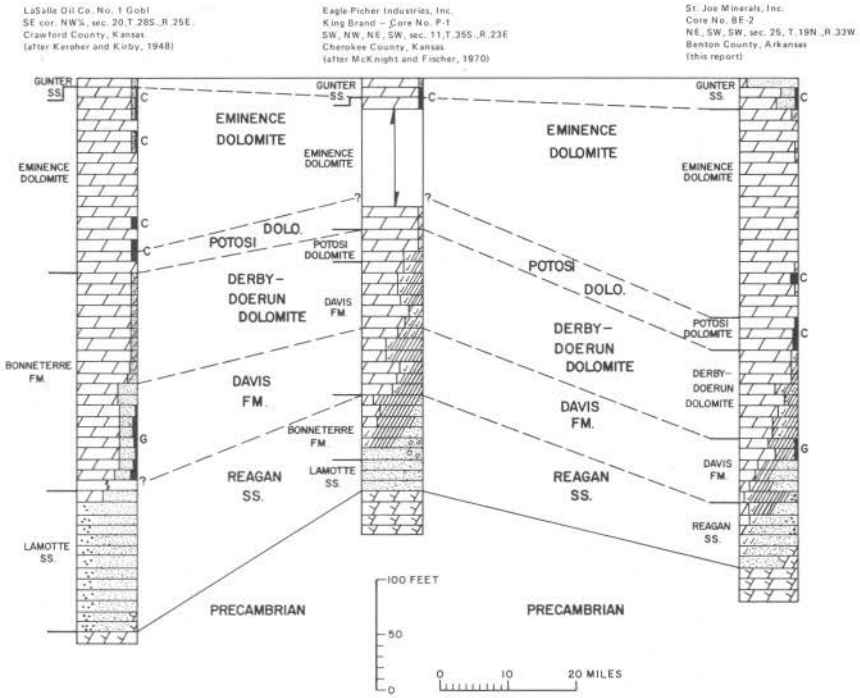 LaSalle Oil Co. No. 1 Gobl
SE cor. NW¼, sec. 20,T.28S.,R.25E.
Crawford County, Kansas
(after Keroher and Kirby, 1948)
Eagle-Picher Industries, Inc.
King Brand – Core No. P-1
SW, NW, NE, SW, sec. 11,T.35S.,R.23E
Cherokee County, Kansas
(after McKnight and Fischer, 1970)
St. Joe Minerals, Inc.
Core No. BE-2
NE, SW, SW, sec. 25, T.19N.,R.33W.
Benton County, Arkansas
(this report)
GUNTER
SS.
C
C
EMINENCE
DOLOMITE
C
C
BONNETERRE
FM.
G
?
LAMOTTE
SS.
EMINENCE
DOLOMITE
POTOSI
DOLO.
DERBY–
DOERUN
DOLOMITE
DAVIS
FM.
REAGAN
SS.
PRECAMBRIAN
GUNTER
SS.
C
EMINENCE
DOLOMITE
?
?
POTOSI
DOLOMITE
DAVIS
FM.
BONNETERRE
FM.
LAMOTTE
SS.
EMINENCE
DOLOMITE
POTOSI
DOLO.
DERBY–
DOERUN
DOLOMITE
DAVIS
FM.
REAGAN
SS.
PRECAMBRIAN
GUNTER
SS.
C
EMINENCE
DOLOMITE
C
POTOSI
DOLOMITE
C
DERBY–
DOERUN
DOLOMITE
G
DAVIS
FM.
REAGAN
SS.
100 FEET
50
0
0 10 20 MILES